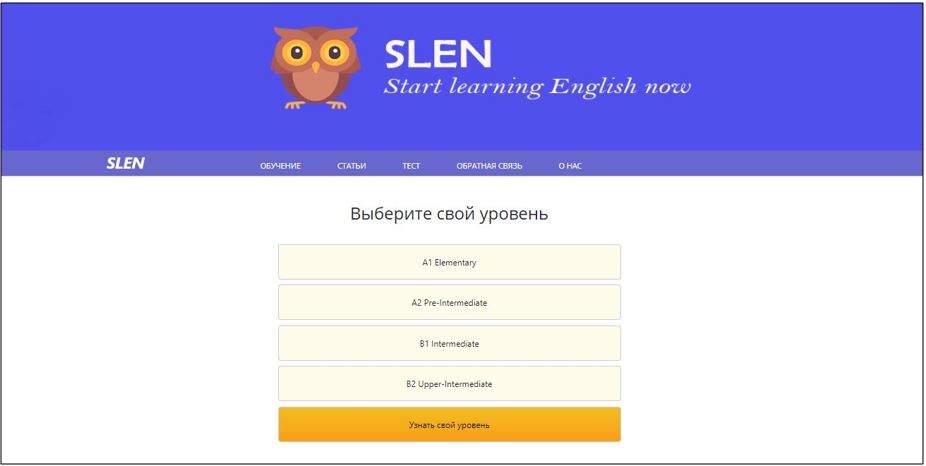 SLEN
Start learning English now
SLEN ОБУЧЕНИЕ СТАТЬИ ТЕСТ ОБРАТНАЯ СВЯЗЬ О НАС
Выберите свой уровень
A1 Elementary
A2 Pre-Intermediate
B1 Intermediate
B2 Upper-Intermediate
Узнать свой уровень